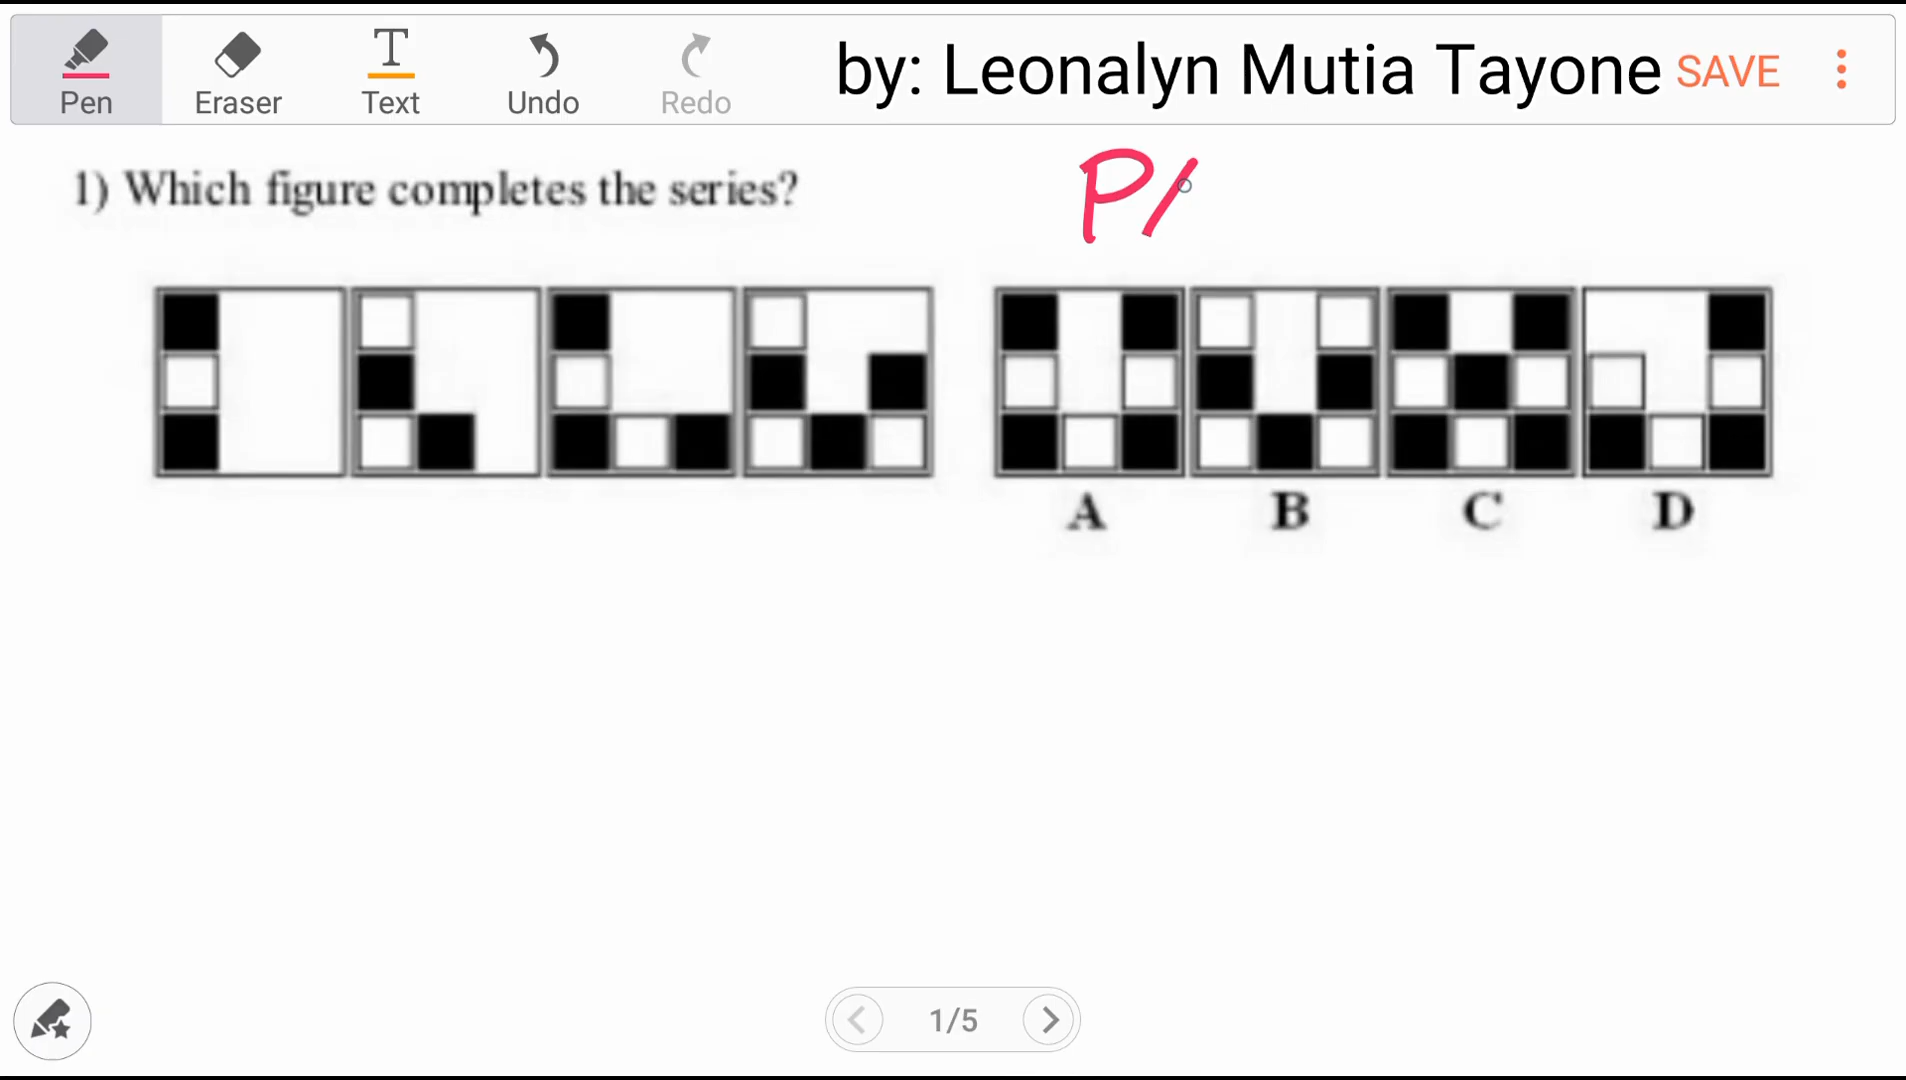 Pen Eraser Text Undo Redo by: Leonalyn Mutia Tayone SAVE
T
P
1) Which figure completes the series?
A B C D
1/5